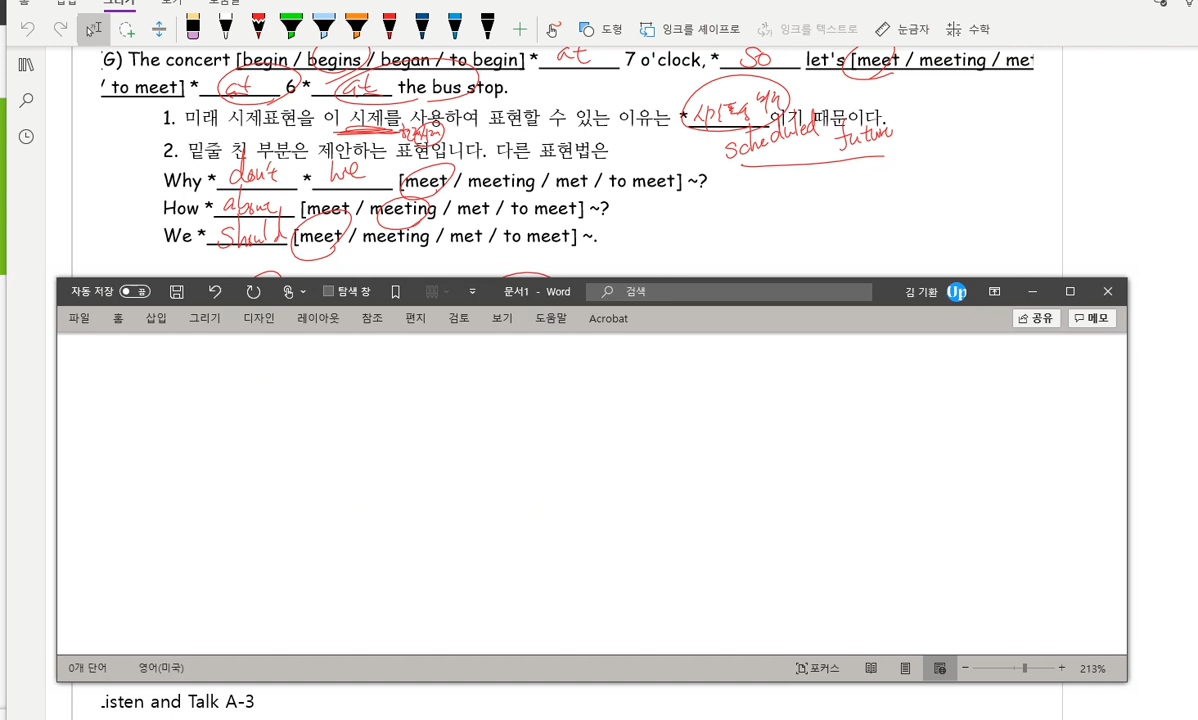 그리기
G) The concert [begin / begins / began / to begin] * at 7 o'clock, * so let's [meet / meeting / met
/ to meet] * at 6 * at the bus stop.
1. 미래 시제표현을 이 시제를 사용하여 표현할 수 있는 이유는 * 이기 때문이다.
scheduled future
2. 밑줄 친 부분은 제안하는 표현입니다. 다른 표현법은
Why * don't * we [meet / meeting / met / to meet] ~?
How * about [meet / meeting / met / to meet] ~?
We * should [meet / meeting / met / to meet] ~.
도형 잉크를 셰이프로 잉크를 텍스트로 눈금자 수학
자동 저장 끔 탐색 창 문서1 - Word 검색 김 기환 Up
파일 홈 삽입 그리기 디자인 레이아웃 참조 편지 검토 보기 도움말 Acrobat 공유 메모
0개 단어 영어(미국) 포커스 213%
Listen and Talk A-3